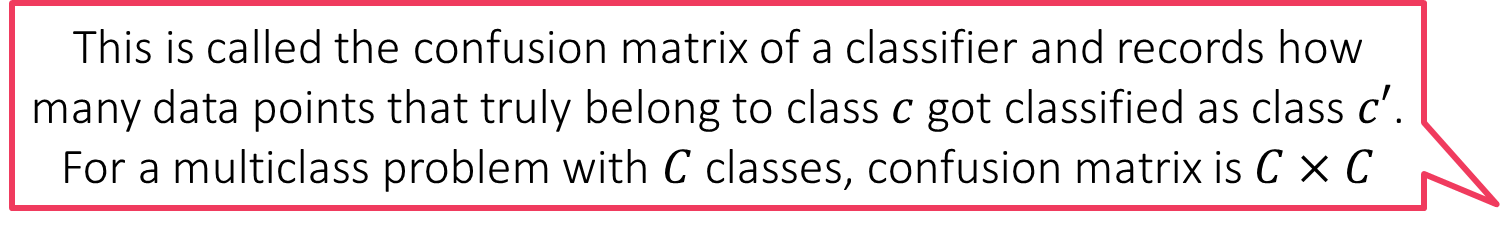 This is called the confusion matrix of a classifier and records how
many data points that truly belong to class 𝒄 got classified as class 𝒄′.
For a multiclass problem with 𝑪 classes, confusion matrix is 𝑪 × 𝑪